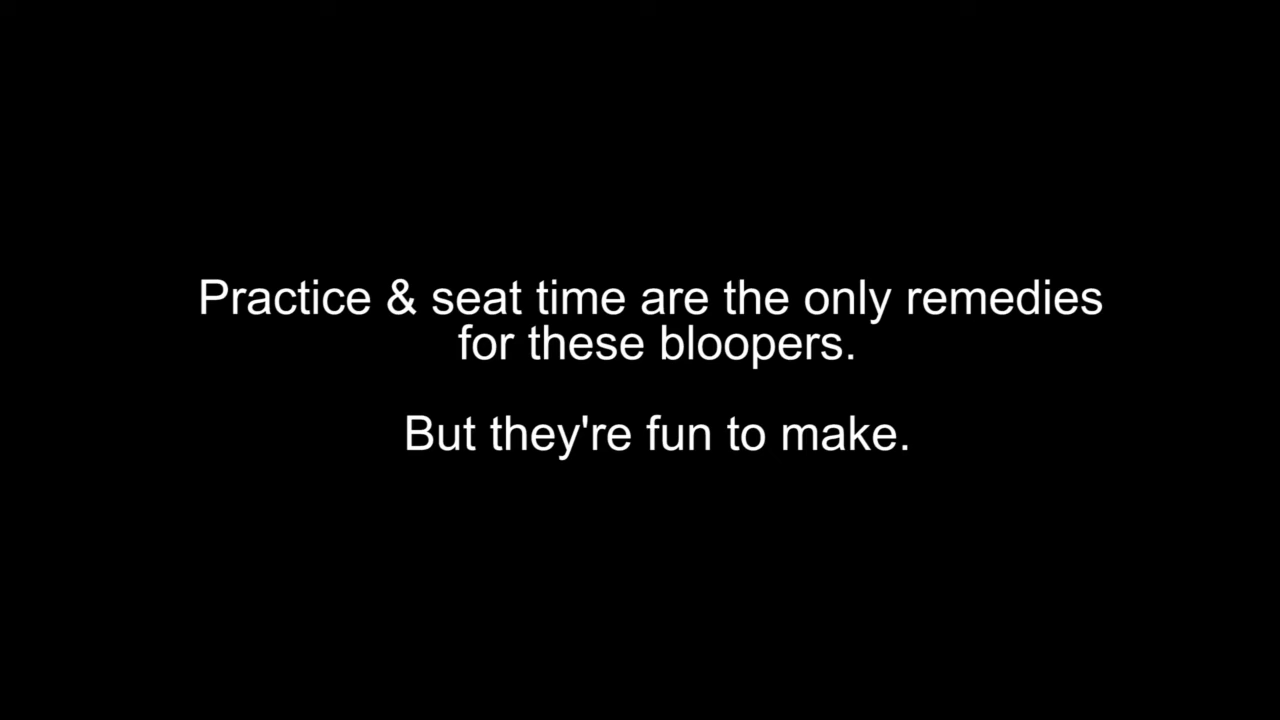 Practice & seat time are the only remedies
for these bloopers.
But they're fun to make.